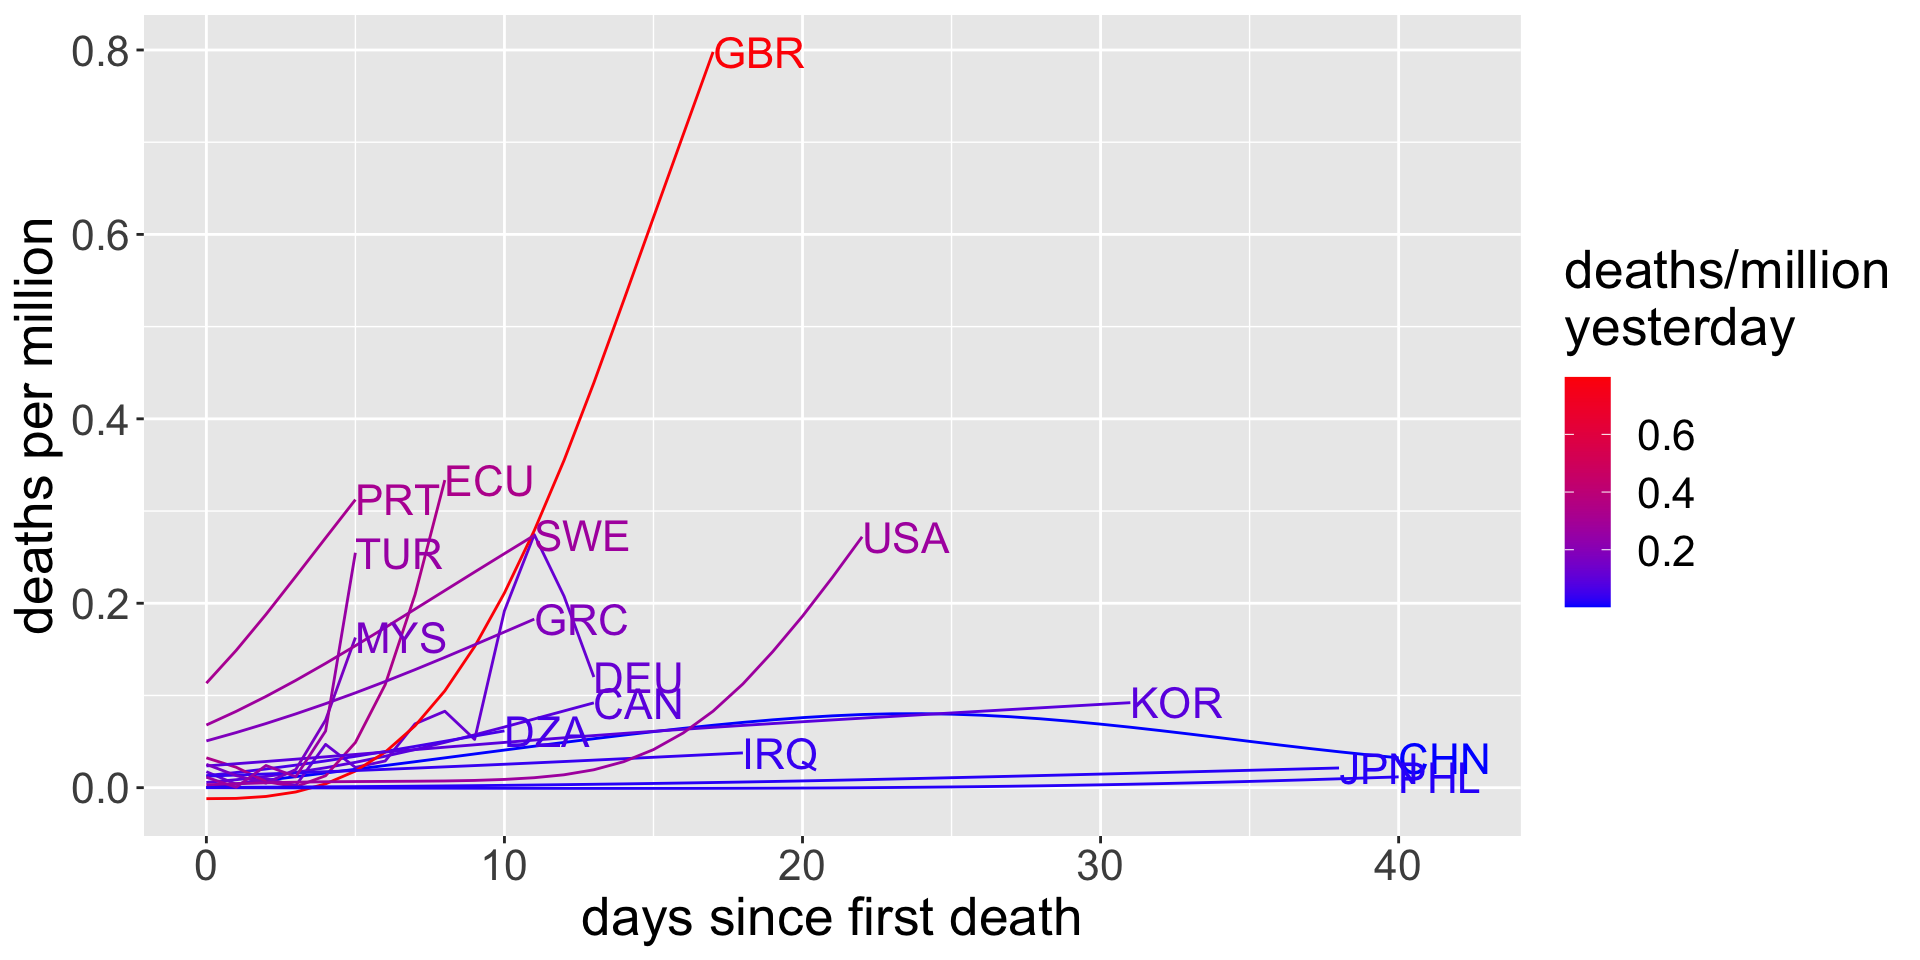 0.8
0.6
0.4
0.2
0.0
deaths per million
GBR
ECU
PRT
SWE
USA
TUR
GRC
MYS
DEU
CAN
KOR
DZA
IRQ
CHN
JPN
PHL
0
10
20
30
40
days since first death
deaths/million
yesterday
0.6
0.4
0.2